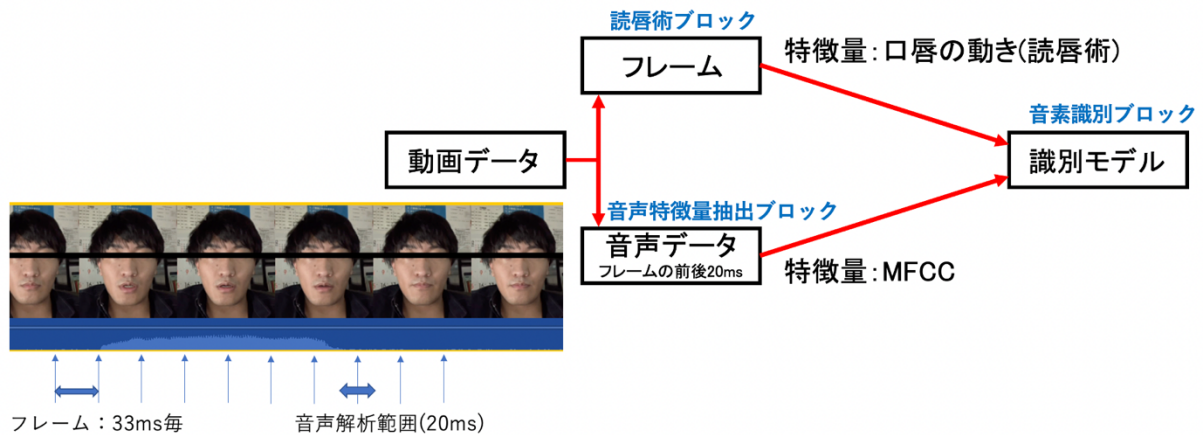 読唇術ブロック
フレーム
特徴量：口唇の動き(読唇術)
動画データ
音素識別ブロック
識別モデル
音声特徴量抽出ブロック
音声データ
フレームの前後20ms
特徴量：MFCC
フレーム：33ms毎
音声解析範囲(20ms)